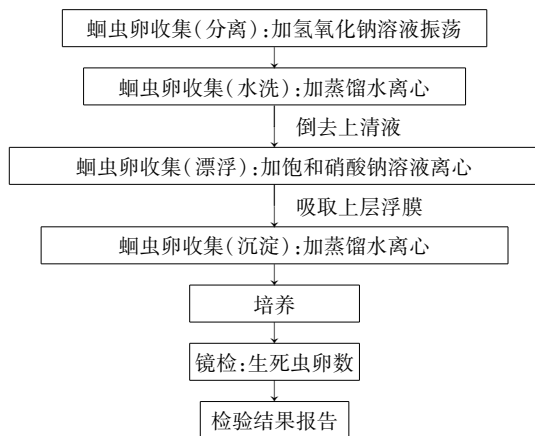 蛔虫卵收集(分离):加氢氧化钠溶液振荡
蛔虫卵收集(水洗):加蒸馏水离心
倒去上清液
蛔虫卵收集(漂浮):加饱和硝酸钠溶液离心
吸取上层浮膜
蛔虫卵收集(沉淀):加蒸馏水离心
培养
镜检:生死虫卵数
检验结果报告